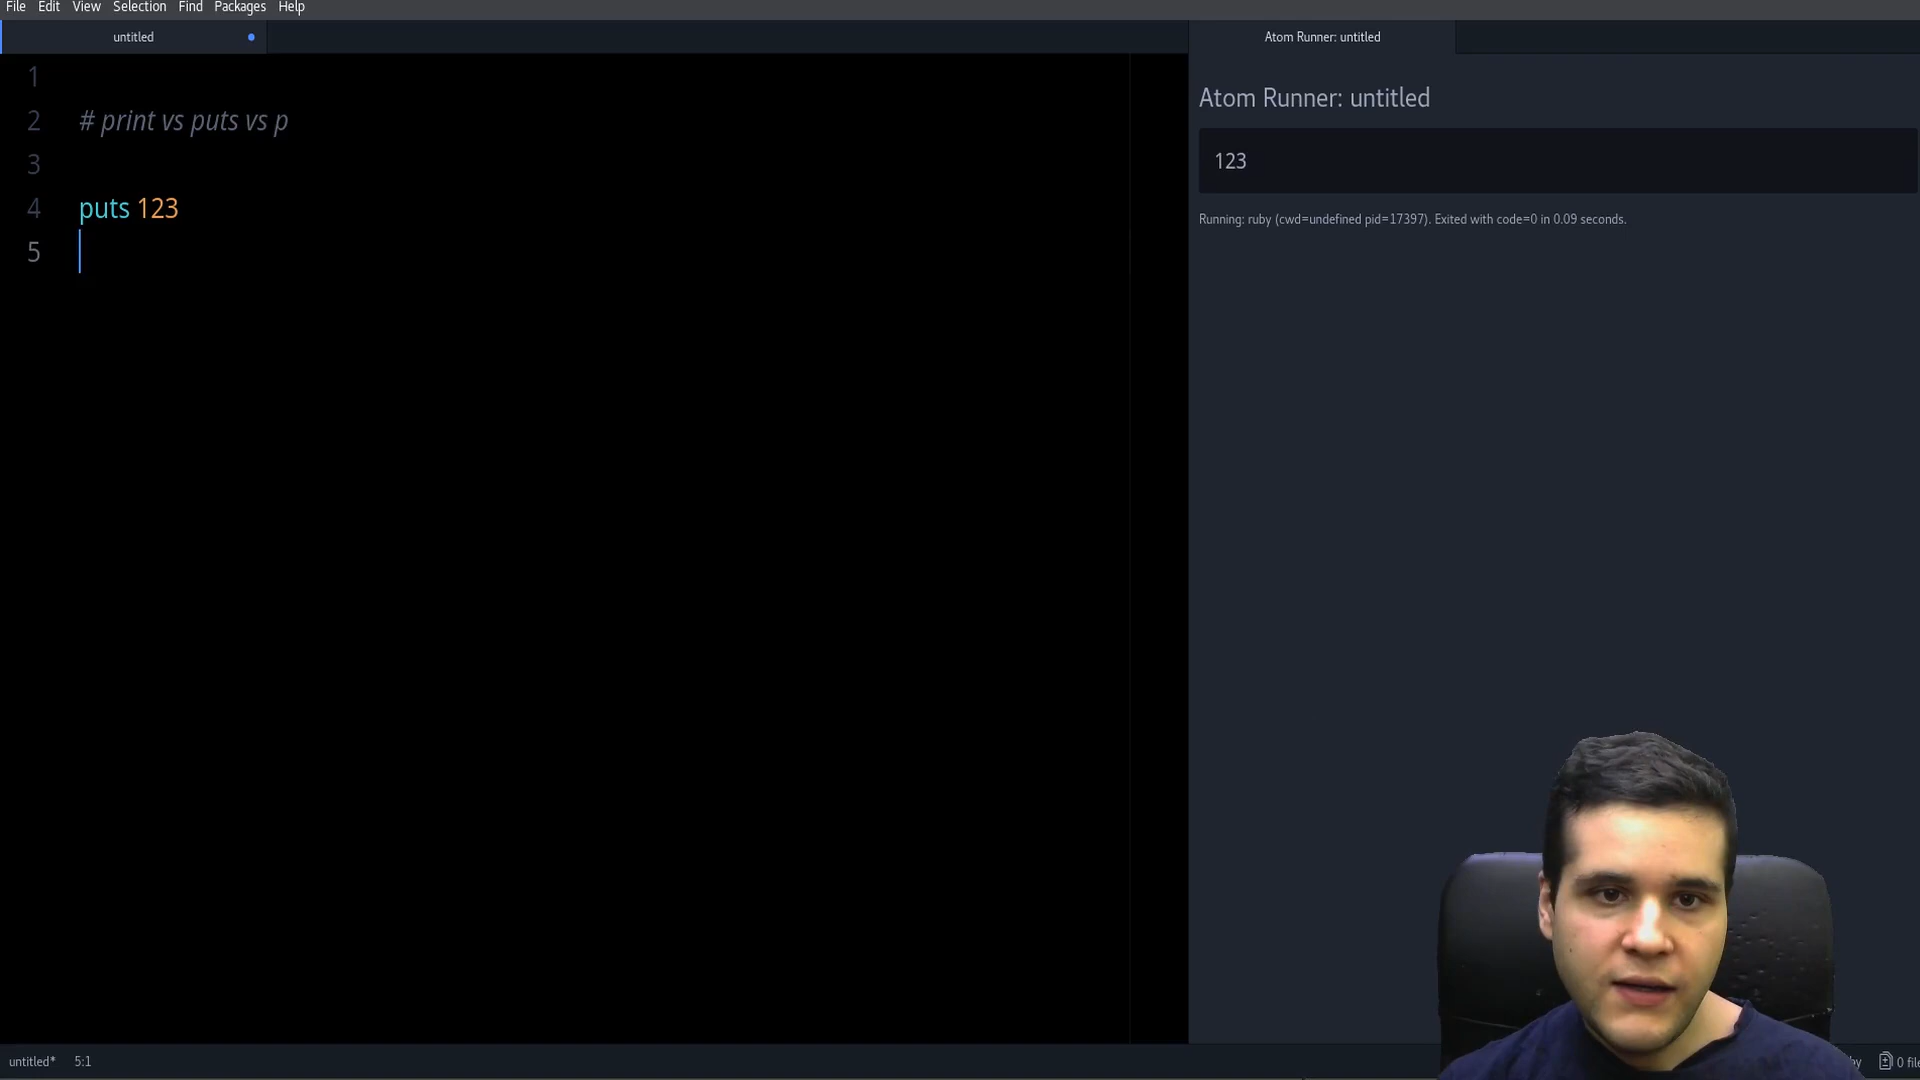 File Edit View Selection Find Packages Help
untitled
Atom Runner: untitled
1
2 # print vs puts vs p
3
4 puts 123
5
Atom Runner: untitled
123
Running: ruby (cwd=undefined pid=17397). Exited with code=0 in 0.09 seconds.
untitled* 5:1
0